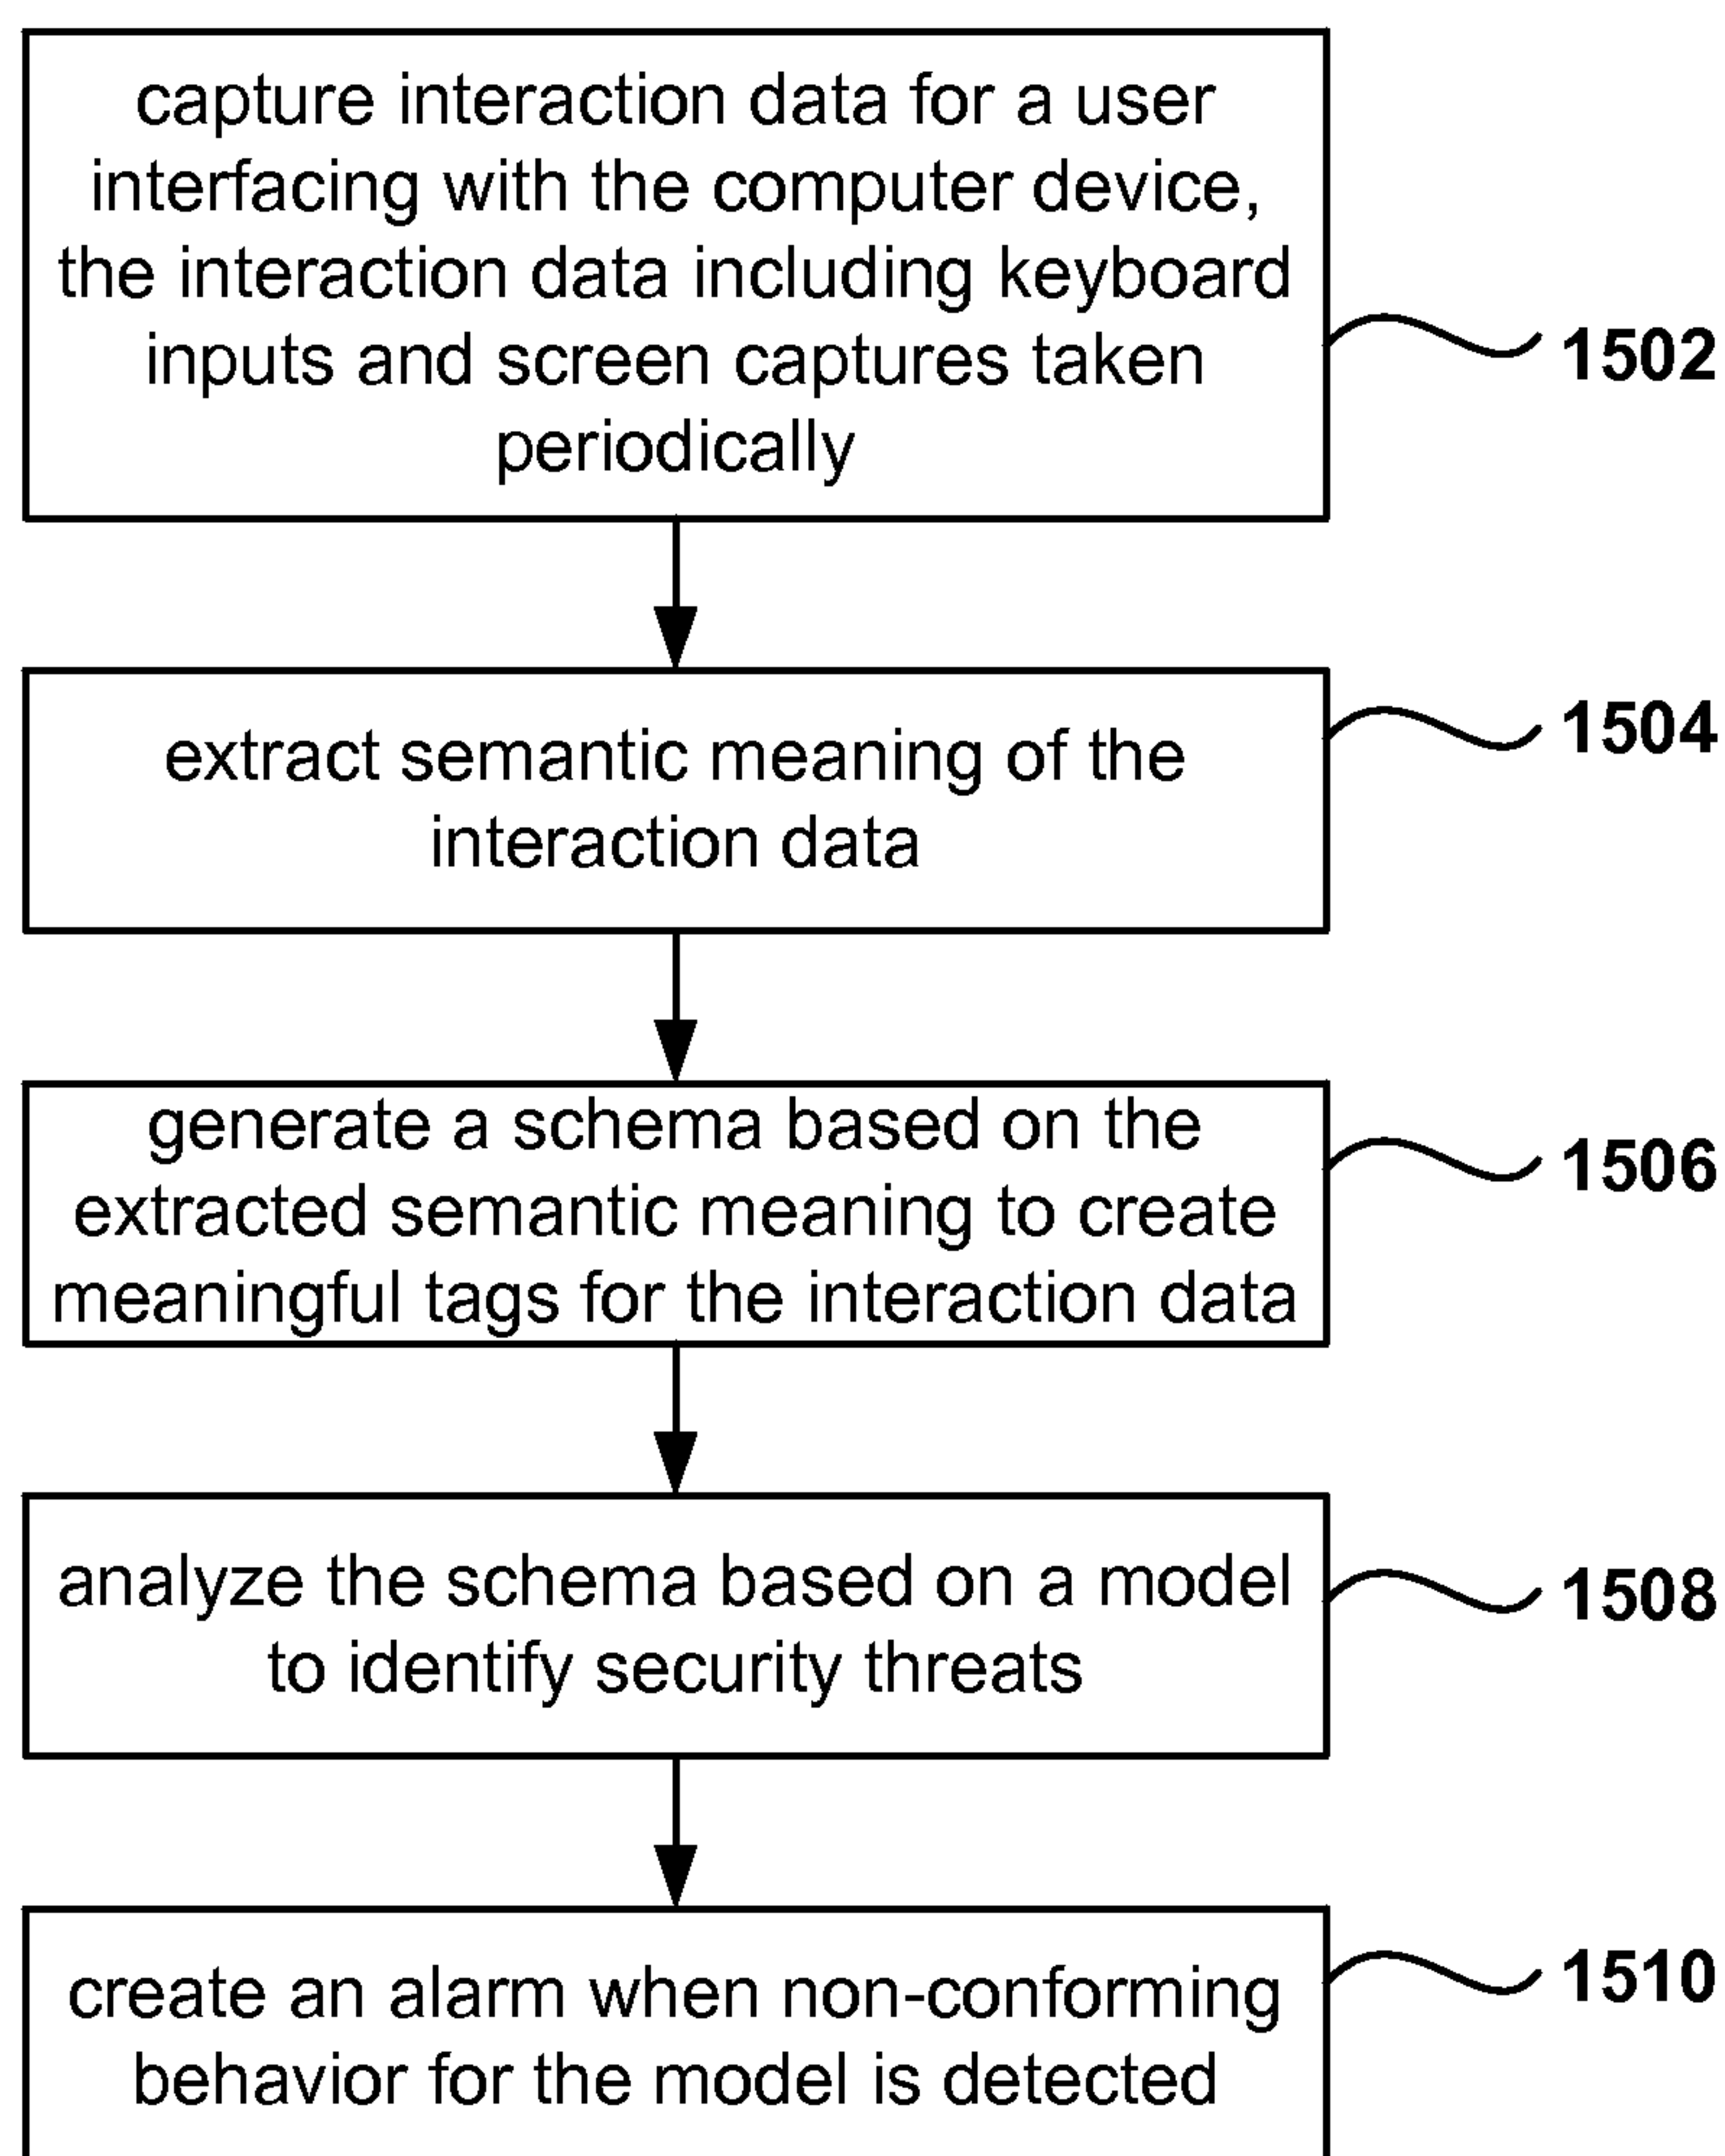 capture interaction data for a user
interfacing with the computer device,
the interaction data including keyboard
inputs and screen captures taken
periodically
1502
extract semantic meaning of the
interaction data
1504
generate a schema based on the
extracted semantic meaning to create
meaningful tags for the interaction data
1506
analyze the schema based on a model
to identify security threats
1508
create an alarm when non-conforming
behavior for the model is detected
1510